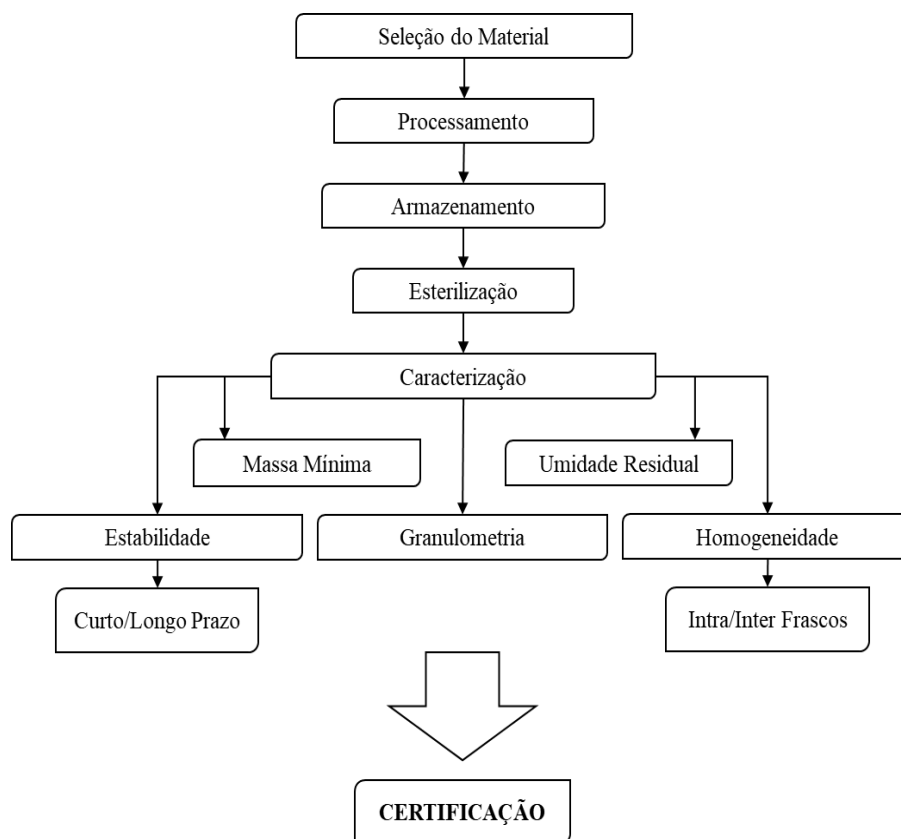 Seleção do Material
Processamento
Armazenamento
Esterilização
Caracterização
Massa Mínima
Umidade Residual
Estabilidade
Granulometria
Homogeneidade
Curto/Longo Prazo
Intra/Inter Frascos
CERTIFICAÇÃO